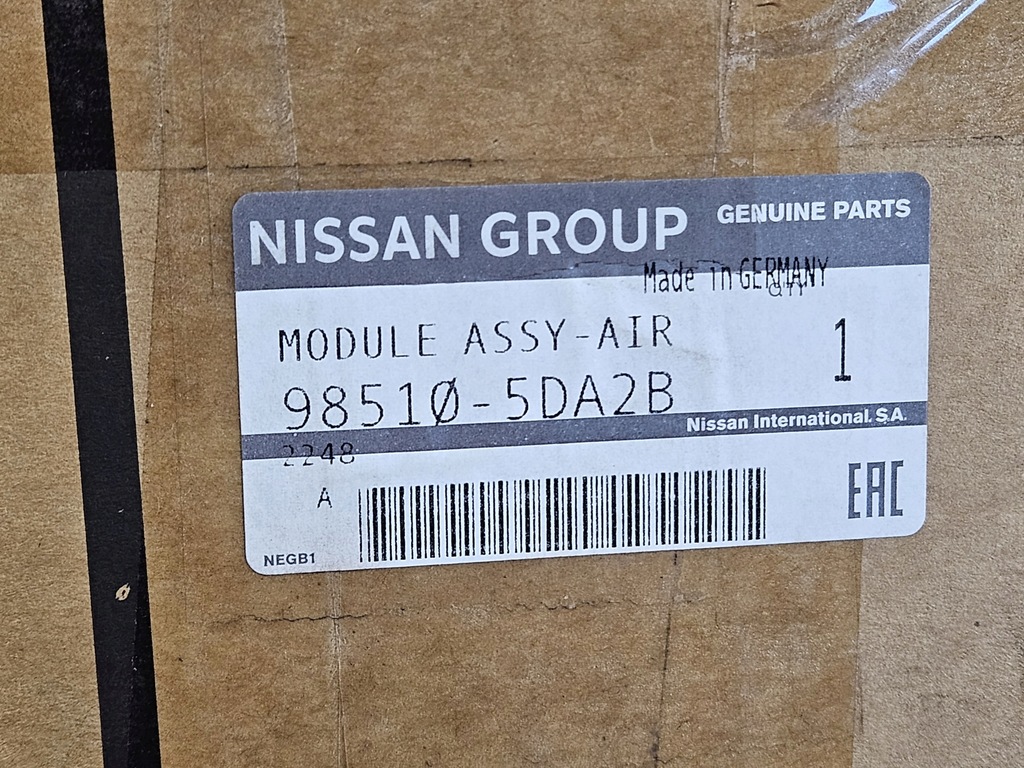 NISSAN GROUP GENUINE PARTS
Made in GERMANY
QTY
MODULE ASSY-AIR 1
98510-5DA2B
Nissan International. S.A.
2248
A
EAC
NEGB1